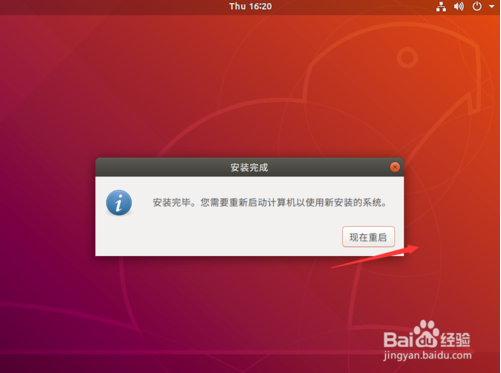 Thu 16:20
安装完成
安装完毕。您需要重新启动计算机以使用新安装的系统。
现在重启
Baidu经验
jingyan.baidu.com